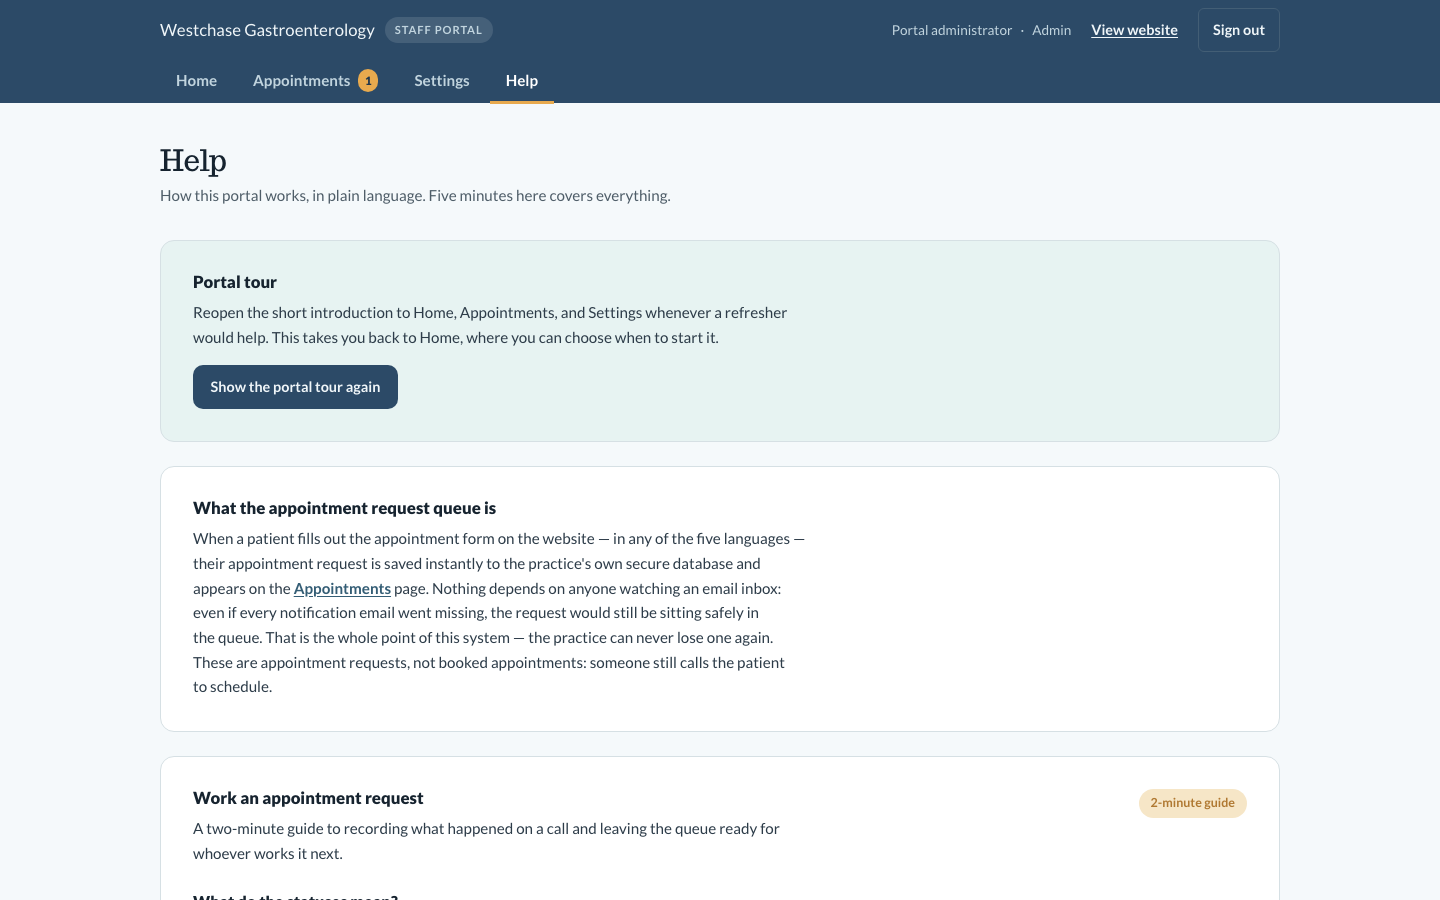 Westchase Gastroenterology STAFF PORTAL
Portal administrator · Admin View website Sign out
Home Appointments 1 Settings Help
Help
How this portal works, in plain language. Five minutes here covers everything.
Portal tour
Reopen the short introduction to Home, Appointments, and Settings whenever a refresher
would help. This takes you back to Home, where you can choose when to start it.
Show the portal tour again
What the appointment request queue is
When a patient fills out the appointment form on the website — in any of the five languages —
their appointment request is saved instantly to the practice's own secure database and
appears on the Appointments page. Nothing depends on anyone watching an email inbox:
even if every notification email went missing, the request would still be sitting safely in
the queue. That is the whole point of this system — the practice can never lose one again.
These are appointment requests, not booked appointments: someone still calls the patient
to schedule.
Work an appointment request
2-minute guide
A two-minute guide to recording what happened on a call and leaving the queue ready for
whoever works it next.
What do the statuses mean?